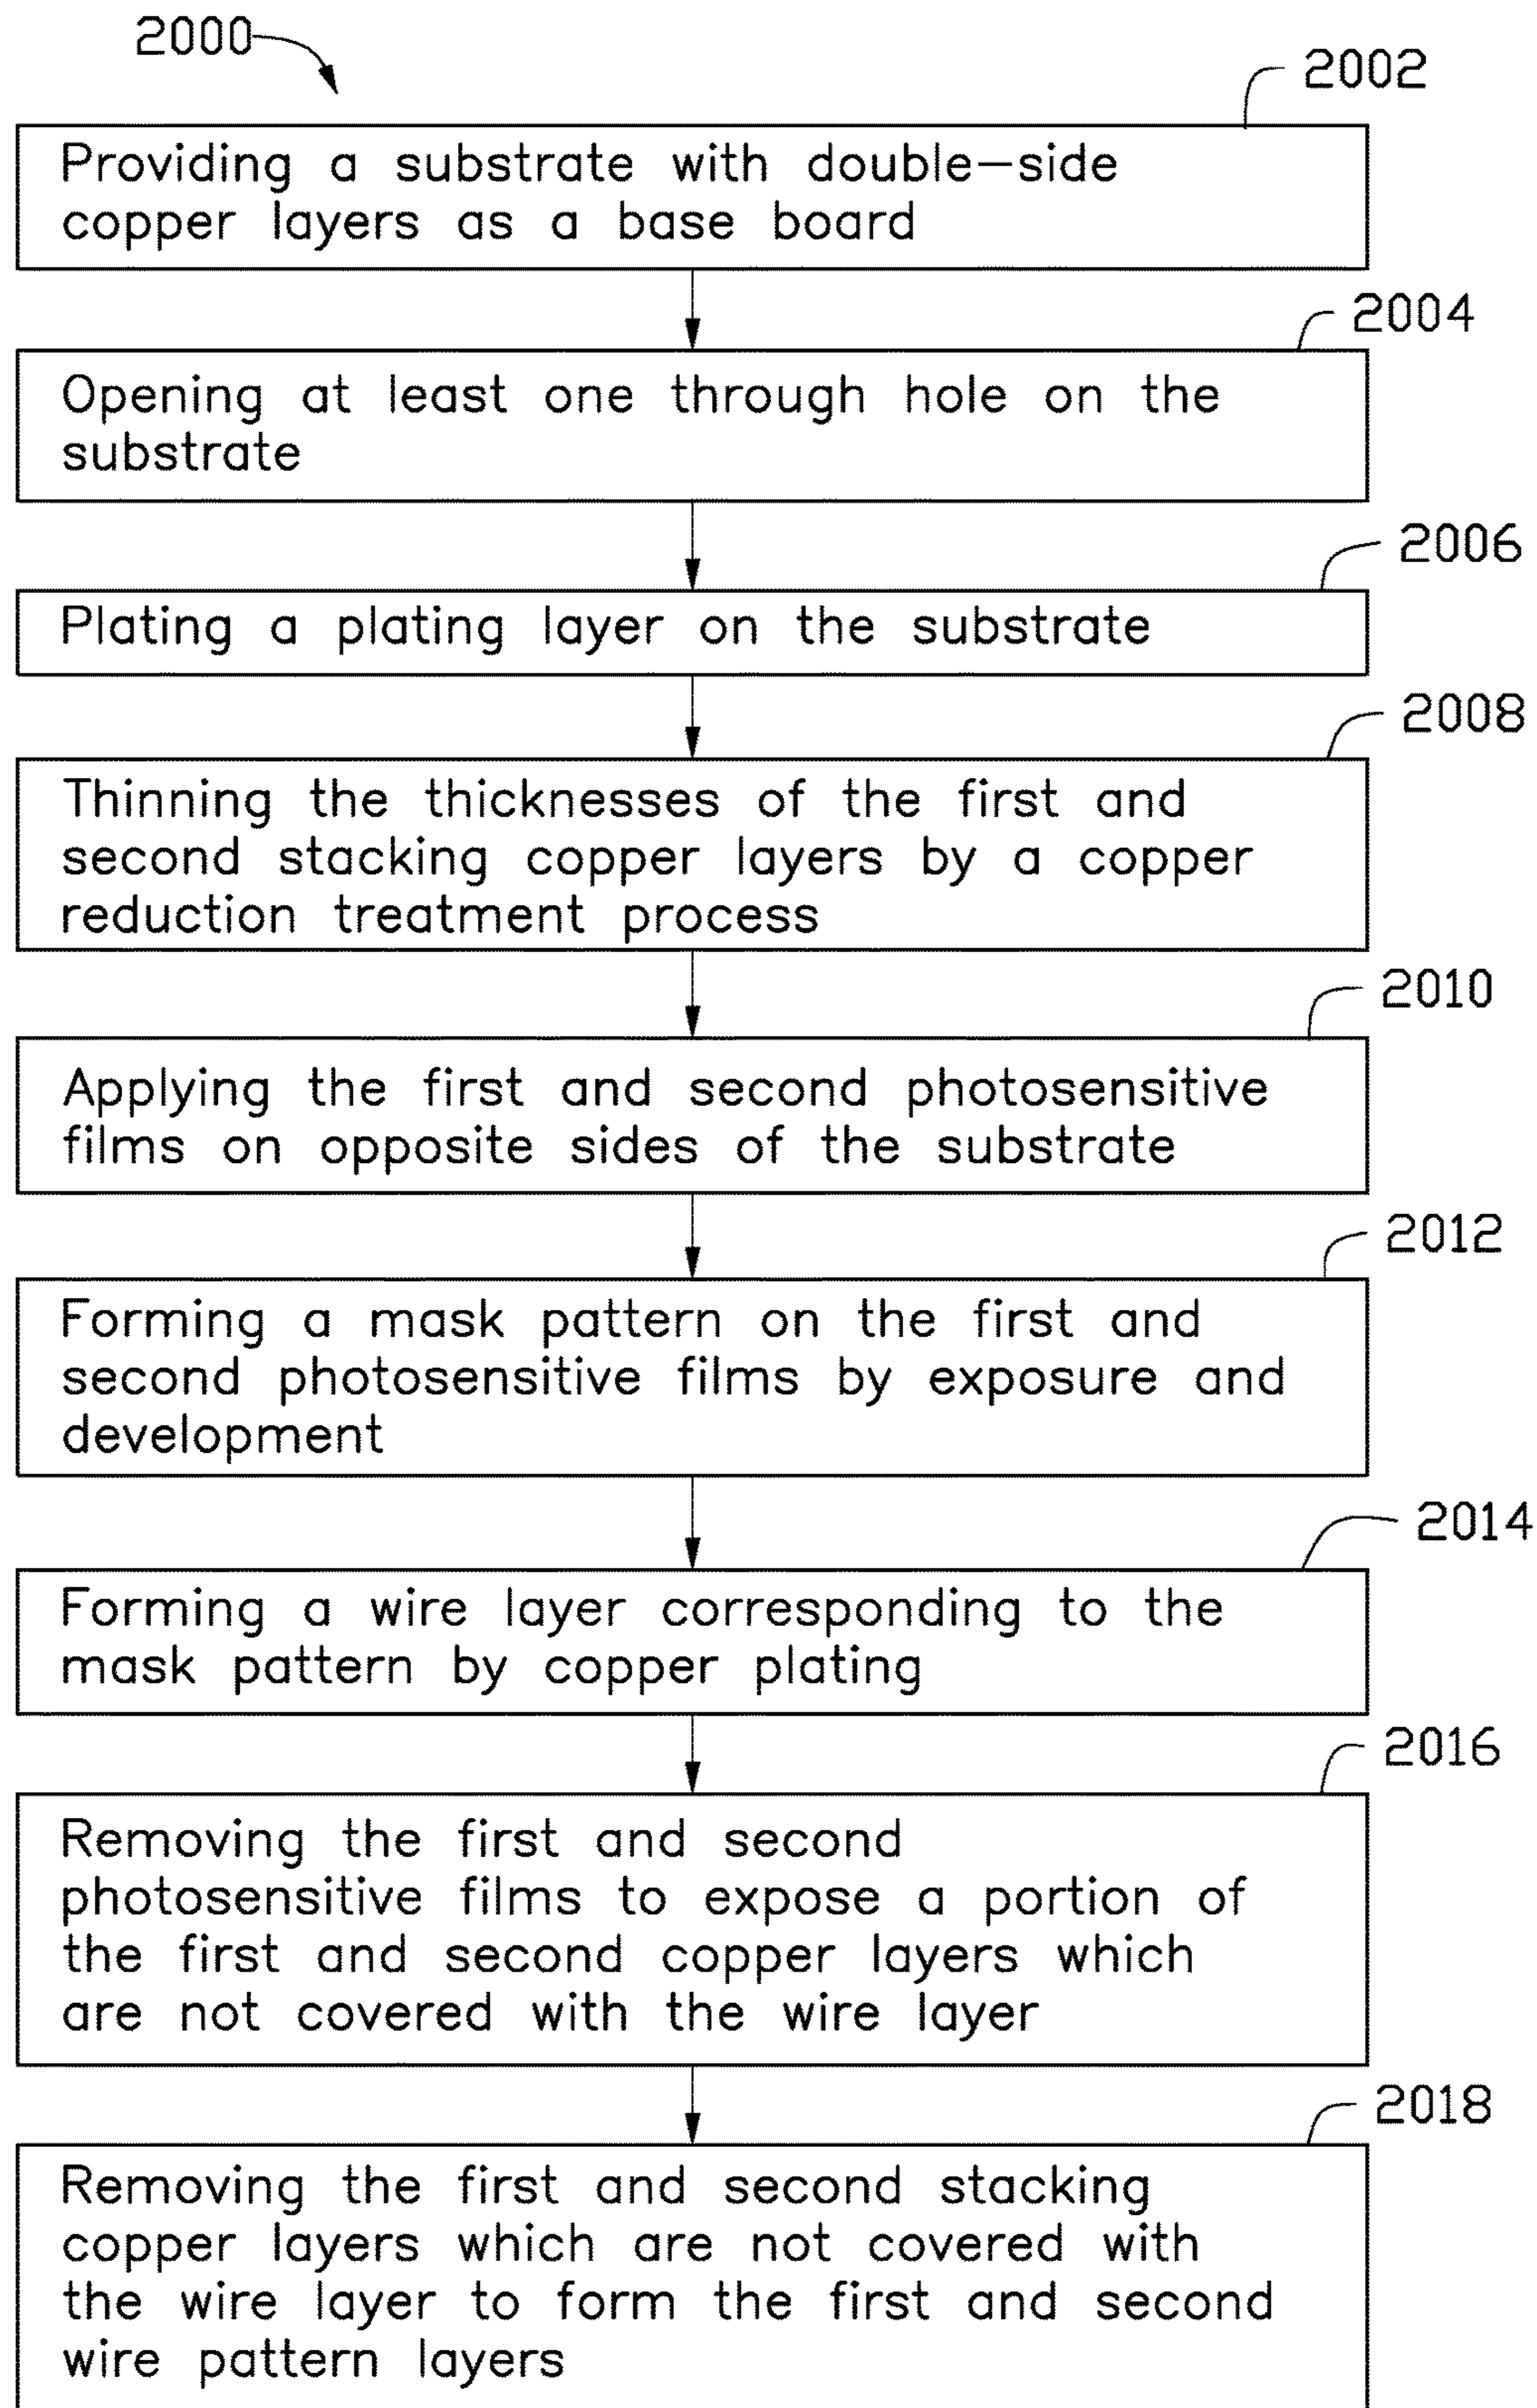 2000
2002
Providing a substrate with double-side
copper layers as a base board
2004
Opening at least one through hole on the
substrate
2006
Plating a plating layer on the substrate
2008
Thinning the thicknesses of the first and
second stacking copper layers by a copper
reduction treatment process
2010
Applying the first and second photosensitive
films on opposite sides of the substrate
2012
Forming a mask pattern on the first and
second photosensitive films by exposure and
development
2014
Forming a wire layer corresponding to the
mask pattern by copper plating
2016
Removing the first and second
photosensitive films to expose a portion of
the first and second copper layers which
are not covered with the wire layer
2018
Removing the first and second stacking
copper layers which are not covered with
the wire layer to form the first and second
wire pattern layers